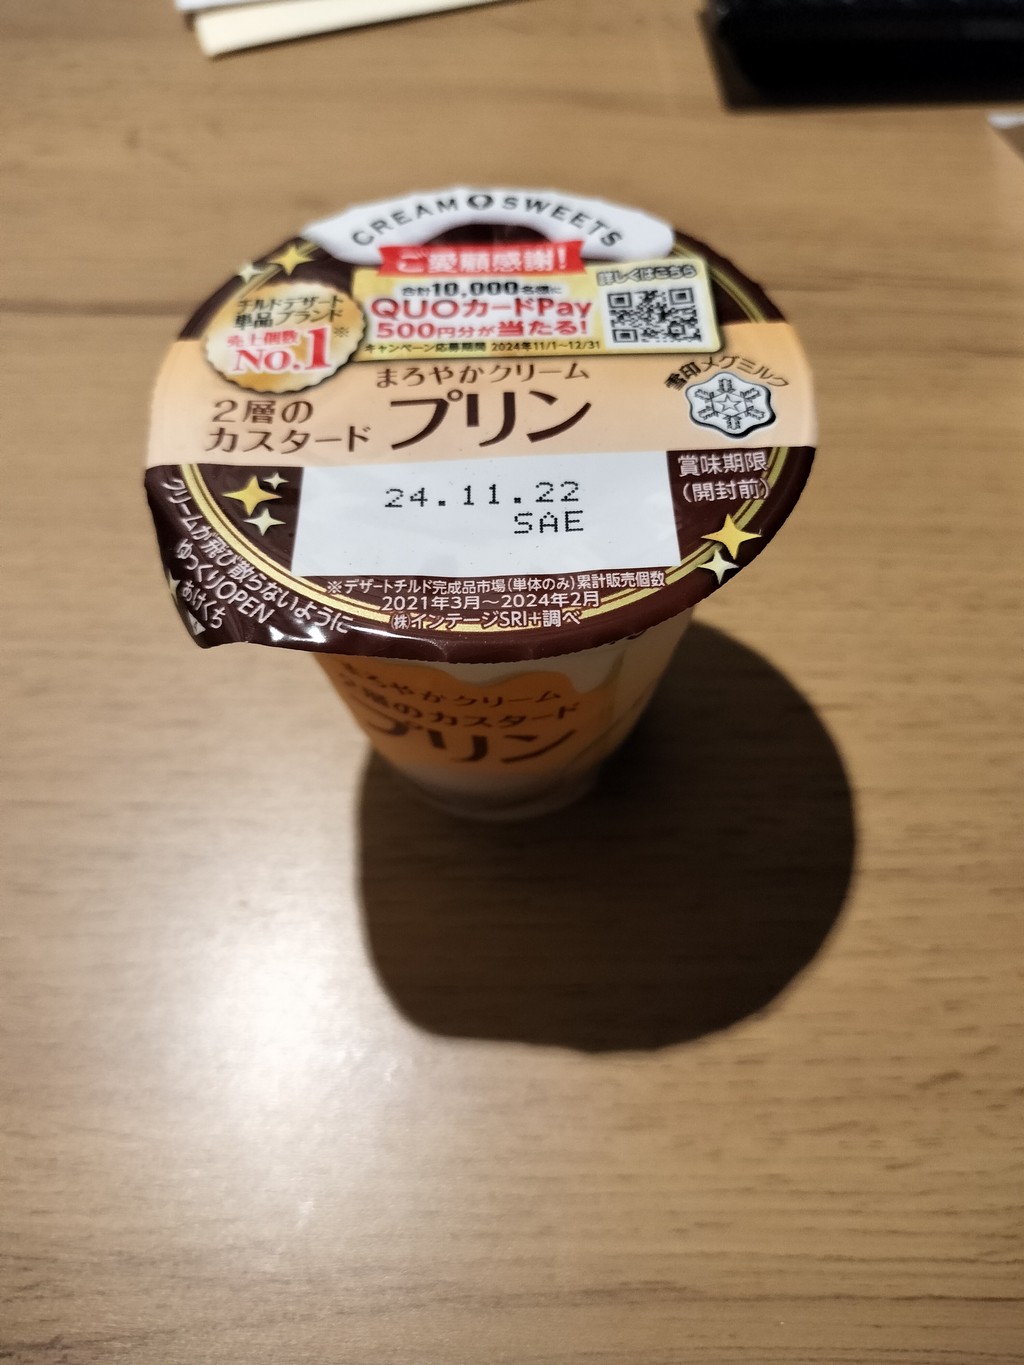 CREAM SWEETS
ご愛顧感謝!
合計10,000名様に
QUOカードPay
500円分が当たる!
キャンペーン応募期間 2024年11/1~12/31
詳しくはこちら
チルドデザート
単品ブランド
売上個数
No.1※
まろやかクリーム
2層の
カスタード
プリン
雪印メグミルク
賞味期限
(開封前)
24.11.22
SAE
※デザートチルド完成品市場(単体のみ)累計販売個数
2021年3月~2024年2月
(株)インテージSRI+調べ
クリームが飛び散らないように
ゆっくりOPEN
あけくち
まろやかクリーム
2層のカスタード
プリン